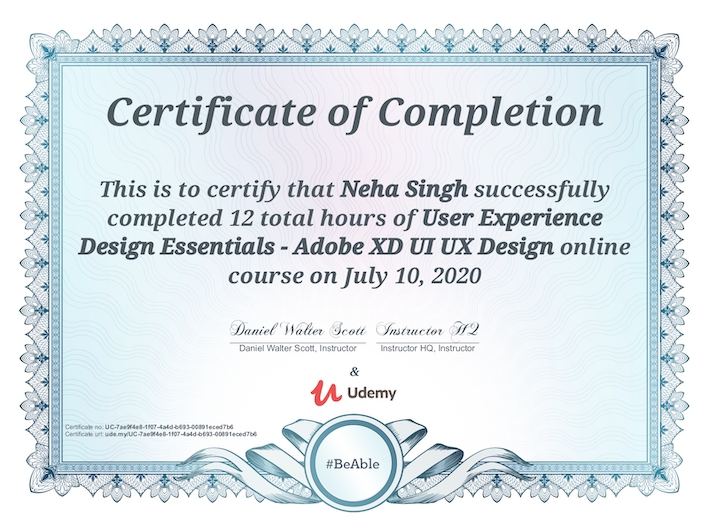 Certificate of Completion
This is to certify that Neha Singh successfully
completed 12 total hours of User Experience
Design Essentials - Adobe XD UI UX Design online
course on July 10, 2020
Daniel Walter Scott Instructor HQ
Daniel Walter Scott, Instructor Instructor HQ, Instructor
&
Udemy
Certificate no: UC-7ae9f4e8-1f07-4a4d-b693-00891eced7b6
Certificate url: ude.my/UC-7ae9f4e8-1f07-4a4d-b693-00891eced7b6
#BeAble